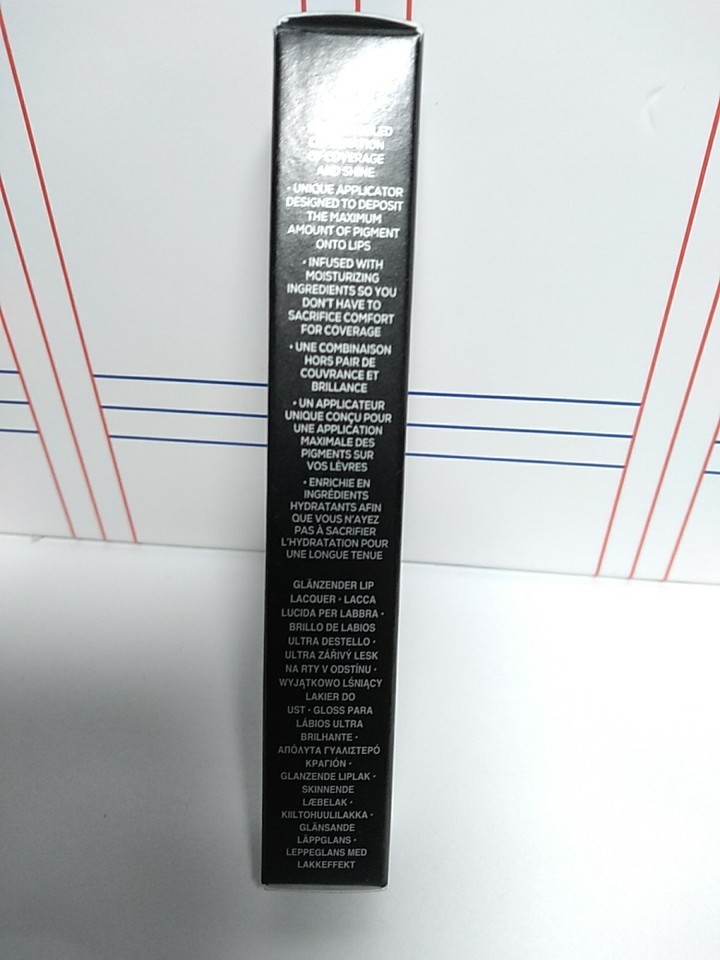 OF COVERAGE
AND SHINE
• UNIQUE APPLICATOR
DESIGNED TO DEPOSIT
THE MAXIMUM
AMOUNT OF PIGMENT
ONTO LIPS
• INFUSED WITH
MOISTURIZING
INGREDIENTS SO YOU
DON'T HAVE TO
SACRIFICE COMFORT
FOR COVERAGE
• UNE COMBINAISON
HORS PAIR DE
COUVRANCE ET
BRILLANCE
• UN APPLICATEUR
UNIQUE CONÇU POUR
UNE APPLICATION
MAXIMALE DES
PIGMENTS SUR
VOS LÈVRES
• ENRICHIE EN
INGRÉDIENTS
HYDRATANTS AFIN
QUE VOUS N'AYEZ
PAS À SACRIFIER
L'HYDRATATION POUR
UNE LONGUE TENUE
GLÄNZENDER LIP
LACQUER • LACCA
LUCIDA PER LABBRA •
BRILLO DE LABIOS
ULTRA DESTELLO •
ULTRA ZÁŘIVÝ LESK
NA RTY V ODSTÍNU •
WYJĄTKOWO LŚNIĄCY
LAKIER DO
UST • GLOSS PARA
LÁBIOS ULTRA
BRILHANTE •
ΑΠΌΛΥΤΑ ΓΥΑΛΙΣΤΕΡΌ
ΚΡΑΓΙΌΝ •
GLANZENDE LIPLAK •
SKINNENDE
LÆBELAK •
KIILTOHUULILAKKA •
GLÄNSANDE
LÄPPGLANS •
LEPPEGLANS MED
LAKKEFFEKT